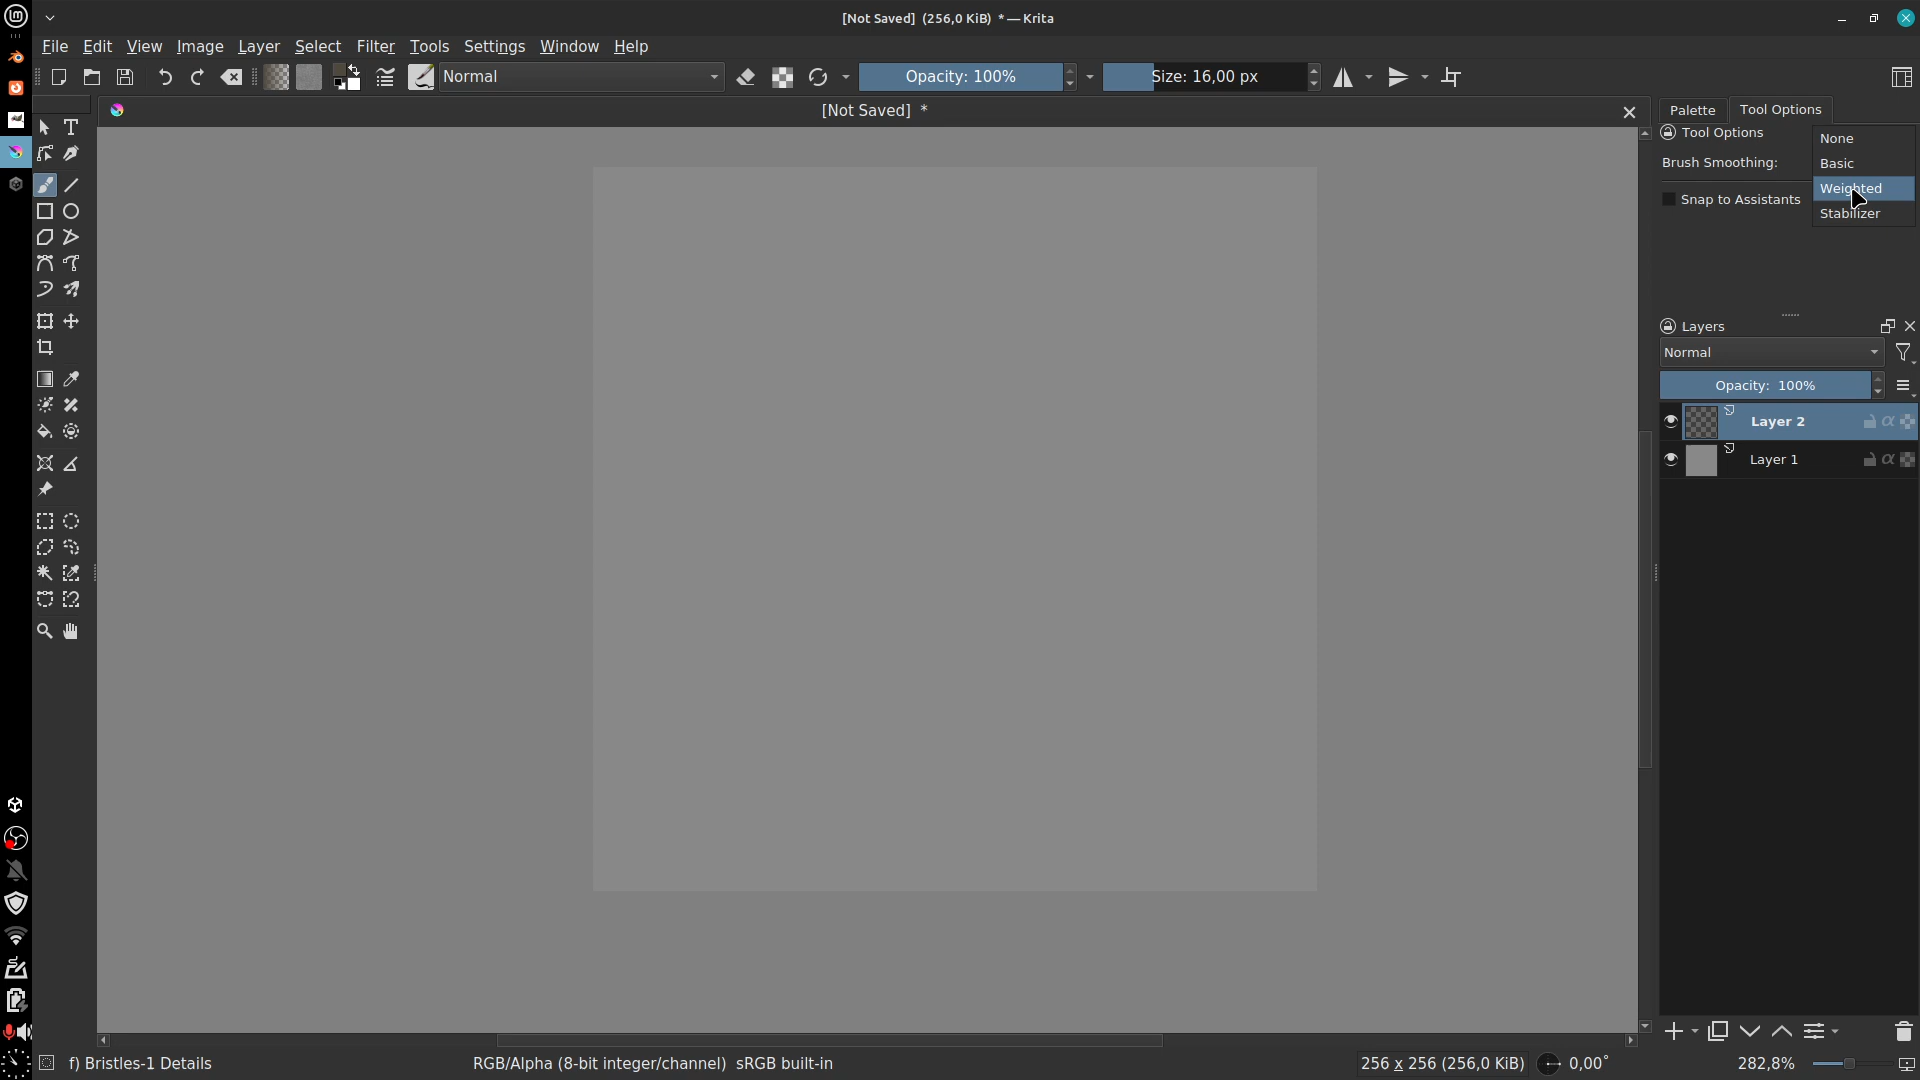 [Not Saved] (256,0 KiB) * — Krita
File Edit View Image Layer Select Filter Tools Settings Window Help
Normal
Opacity: 100%
Size: 16,00 px
[Not Saved] *
Palette
Tool Options
Tool Options
Brush Smoothing:
None
Basic
Weighted
Stabilizer
Snap to Assistants
Layers
Normal
Opacity: 100%
Layer 2
Layer 1
f) Bristles-1 Details
RGB/Alpha (8-bit integer/channel) sRGB built-in
256 x 256 (256,0 KiB)
0,00°
282,8%